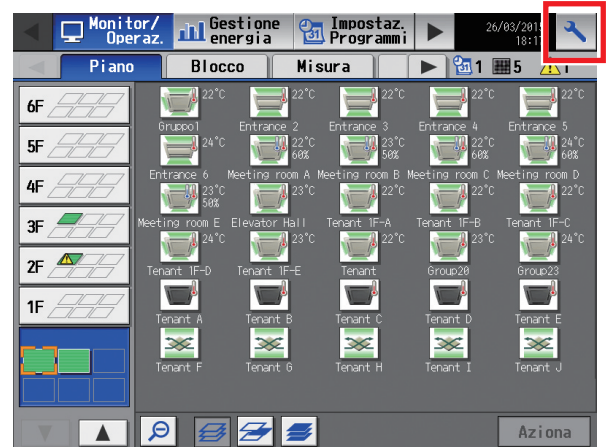 Monitor/ Operaz.
Gestione energia
Impostaz. Programmi
26/03/201
18:1
Piano Blocco Misura 1 5 1
6F
5F
4F
3F
2F
1F
22°C 22°C 22°C 22°C 22°C
Gruppo1 Entrance 2 Entrance 3 Entrance 4 Entrance 5
24°C 22°C 23°C 22°C 24°C
60% 50% 60% 60%
Entrance 6 Meeting room A Meeting room B Meeting room C Meeting room D
23°C 23°C 22°C 22°C 22°C
50%
Meeting room E Elevator Hall Tenant 1F-A Tenant 1F-B Tenant 1F-C
24°C 23°C 22°C 23°C 24°C
Tenant 1F-D Tenant 1F-E Tenant Group20 Group23
Tenant A Tenant B Tenant C Tenant D Tenant E
Tenant F Tenant G Tenant H Tenant I Tenant J
Aziona